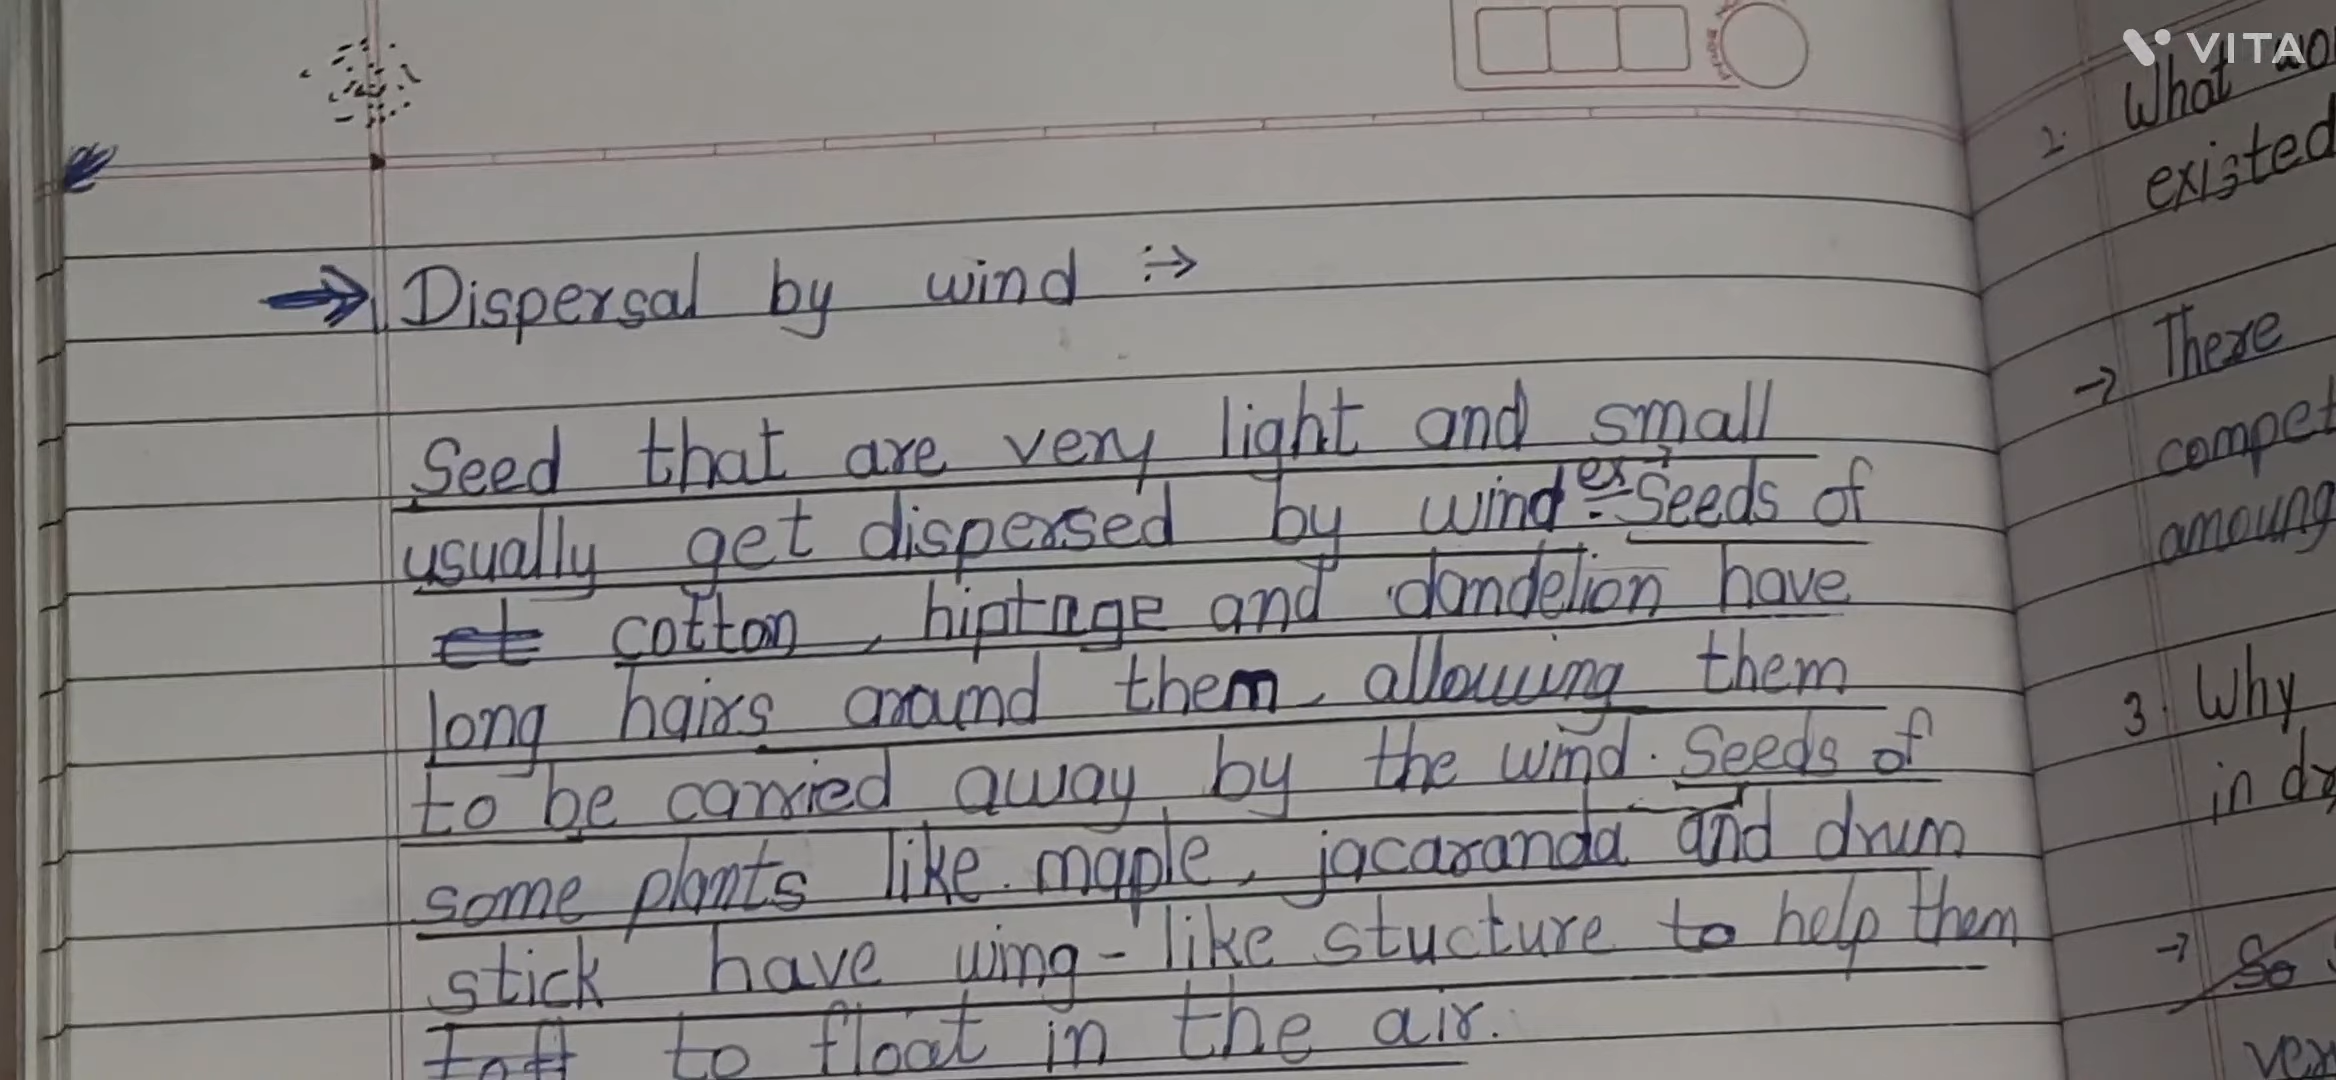 VITA
Dispersal by wind :→
Seed that are very light and small
usually get dispersed by wind. Seeds of
cotton, hiptage and dandelion have
long hairs around them, allowing them
to be carried away by the wind. Seeds of
some plants like maple, jacaranda and drum
stick have wing-like stucture to help them
to float in the air.
2. What
existed
→ There
compet
amoung
3. Why
in
→ So